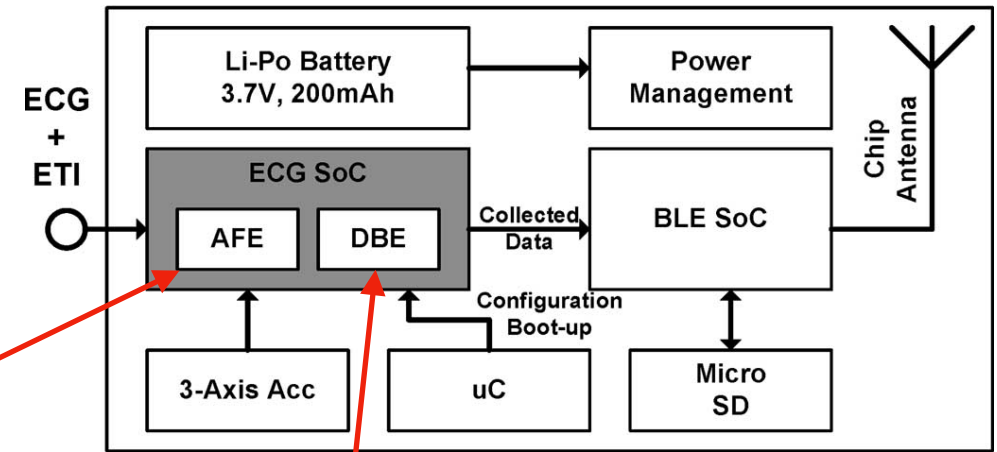 Li-Po Battery
3.7V, 200mAh
Power
Management
ECG
+
ETI
Chip
Antenna
ECG SoC
AFE
DBE
Collected
Data
BLE SoC
Configuration
Boot-up
3-Axis Acc
uC
Micro
SD